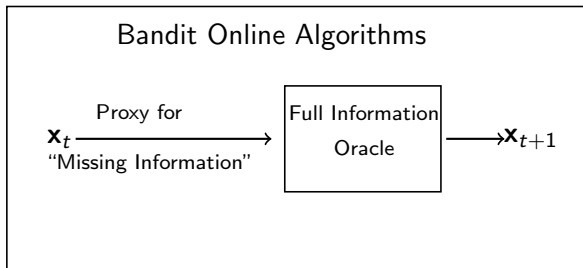 Bandit Online Algorithms
Proxy for
x_t
"Missing Information"
Full Information
Oracle
x_{t+1}